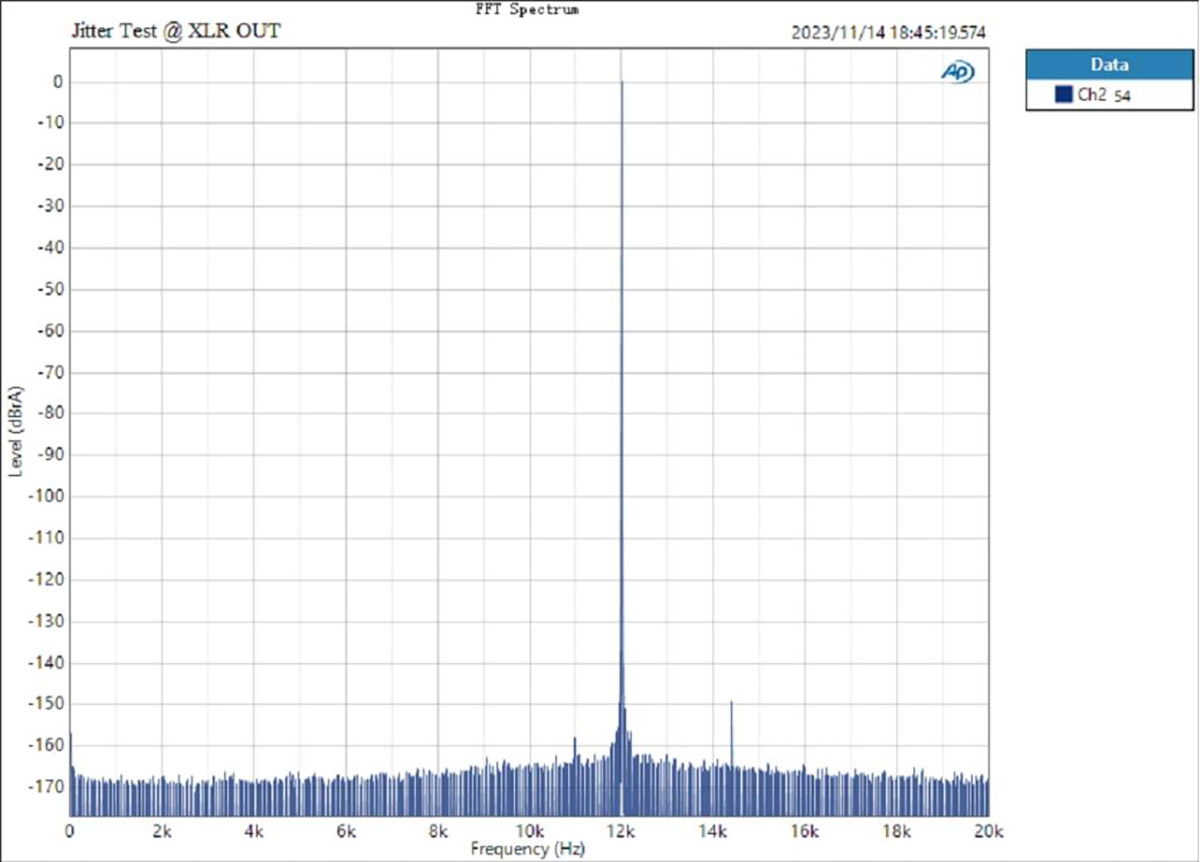 FFT Spectrum
Jitter Test @ XLR OUT
2023/11/14 18:45:19.574
AP
Data
Ch2 54
Level (dBrA)
0
-10
-20
-30
-40
-50
-60
-70
-80
-90
-100
-110
-120
-130
-140
-150
-160
-170
0 2k 4k 6k 8k 10k 12k 14k 16k 18k 20k
Frequency (Hz)